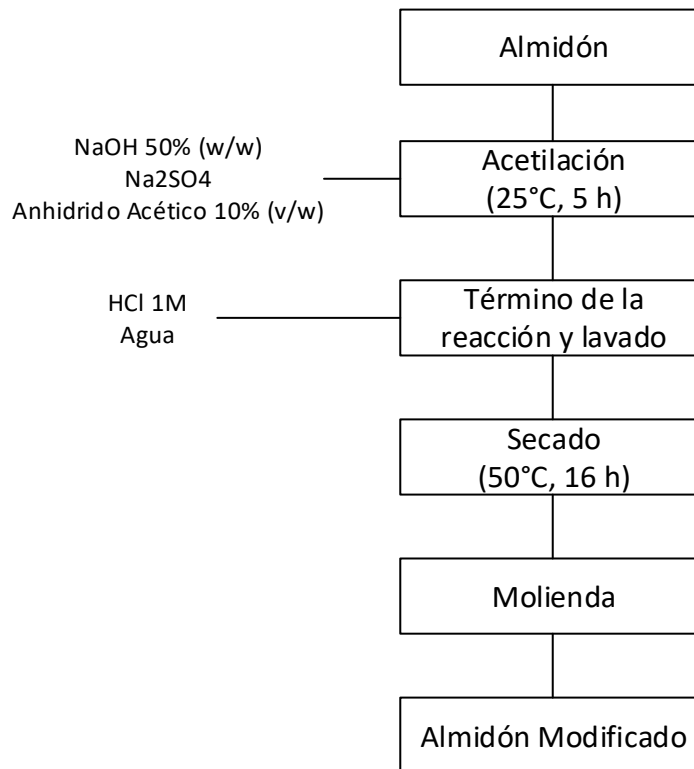 Almidón
NaOH 50% (w/w)
Na2SO4
Anhidrido Acético 10% (v/w)
Acetilación
(25°C, 5 h)
HCl 1M
Agua
Término de la
reacción y lavado
Secado
(50°C, 16 h)
Molienda
Almidón Modificado